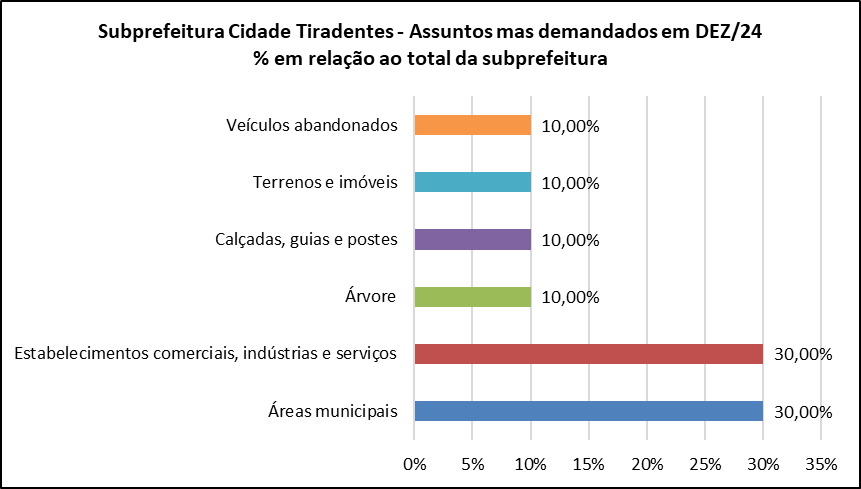 Subprefeitura Cidade Tiradentes - Assuntos mas demandados em DEZ/24
% em relação ao total da subprefeitura
Veículos abandonados 10,00%
Terrenos e imóveis 10,00%
Calçadas, guias e postes 10,00%
Árvore 10,00%
Estabelecimentos comerciais, indústrias e serviços 30,00%
Áreas municipais 30,00%
0% 5% 10% 15% 20% 25% 30% 35%